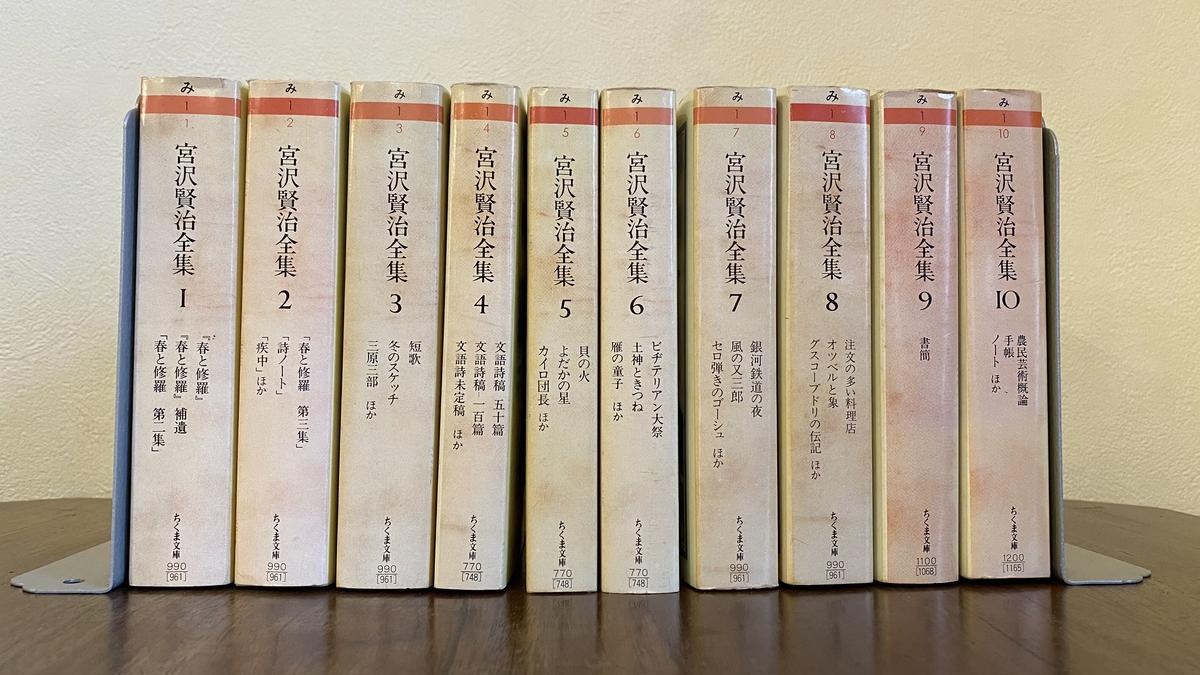 み
1
1
宮沢賢治全集 1
『春と修羅』
『春と修羅』補遺
「春と修羅 第二集」
ちくま文庫
990
[961]
み
1
2
宮沢賢治全集 2
「春と修羅 第三集」
「詩ノート」
「疾中」ほか
ちくま文庫
990
[961]
み
1
3
宮沢賢治全集 3
短歌
冬のスケッチ
三原三部 ほか
ちくま文庫
990
[961]
み
1
4
宮沢賢治全集 4
文語詩稿 五十篇
文語詩稿 一百篇
文語詩未定稿 ほか
ちくま文庫
770
[748]
み
1
5
宮沢賢治全集 5
貝の火
よだかの星
カイロ団長 ほか
ちくま文庫
770
[748]
み
1
6
宮沢賢治全集 6
ビヂテリアン大祭
土神ときつね
雁の童子 ほか
ちくま文庫
770
[748]
み
1
7
宮沢賢治全集 7
銀河鉄道の夜
風の又三郎
セロ弾きのゴーシュ ほか
ちくま文庫
990
[961]
み
1
8
宮沢賢治全集 8
注文の多い料理店
オツベルと象
グスコーブドリの伝記 ほか
ちくま文庫
990
[961]
み
1
9
宮沢賢治全集 9
書簡
ちくま文庫
1100
[1068]
み
1
10
宮沢賢治全集 10
農民芸術概論
手帳
ノート ほか
ちくま文庫
1200
[1165]